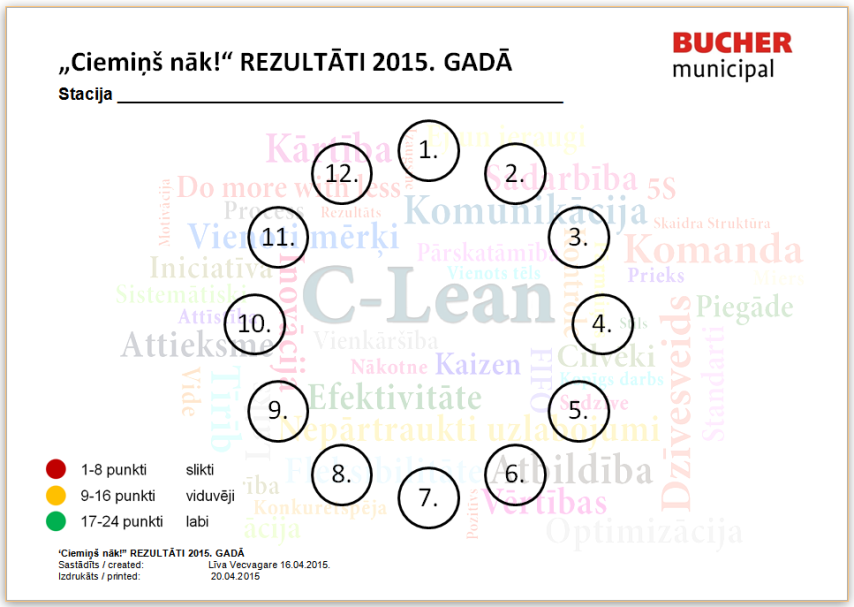 BUCHER
municipal
„Ciemiņš nāk!“ REZULTĀTI 2015. GADĀ
Stacija
1.
2.
3.
4.
5.
6.
7.
8.
9.
10.
11.
12.
Kārtība
ieraugi
Do more with less
Sadarbība
5S
Motivācija
Process
Rezultāts
Komunikācija
Skaidra Struktūra
Vienoti mērķi
Pārskatāmība
Komanda
Iniciatīva
Inovācija
Vienots tēls
Prieks
Sistemātiski
C-Lean
Piegāde
Attieksme
Vienkāršība
Cilvēki
Nākotne
Kaizen
FIFO
darbs
Vide
Efektivitāte
Sadzīve
Dzīvesveids
Standarti
Nepārtraukti uzlabojumi
Atbildība
Konkurētspēja
Vērtības
Optimizācija
1-8 punkti slikti
9-16 punkti viduvēji
17-24 punkti labi
‘Ciemiņš nāk!” REZULTĀTI 2015. GADĀ
Sastādīts / created: Līva Vecvagare 16.04.2015.
Izdrukāts / printed: 20.04.2015